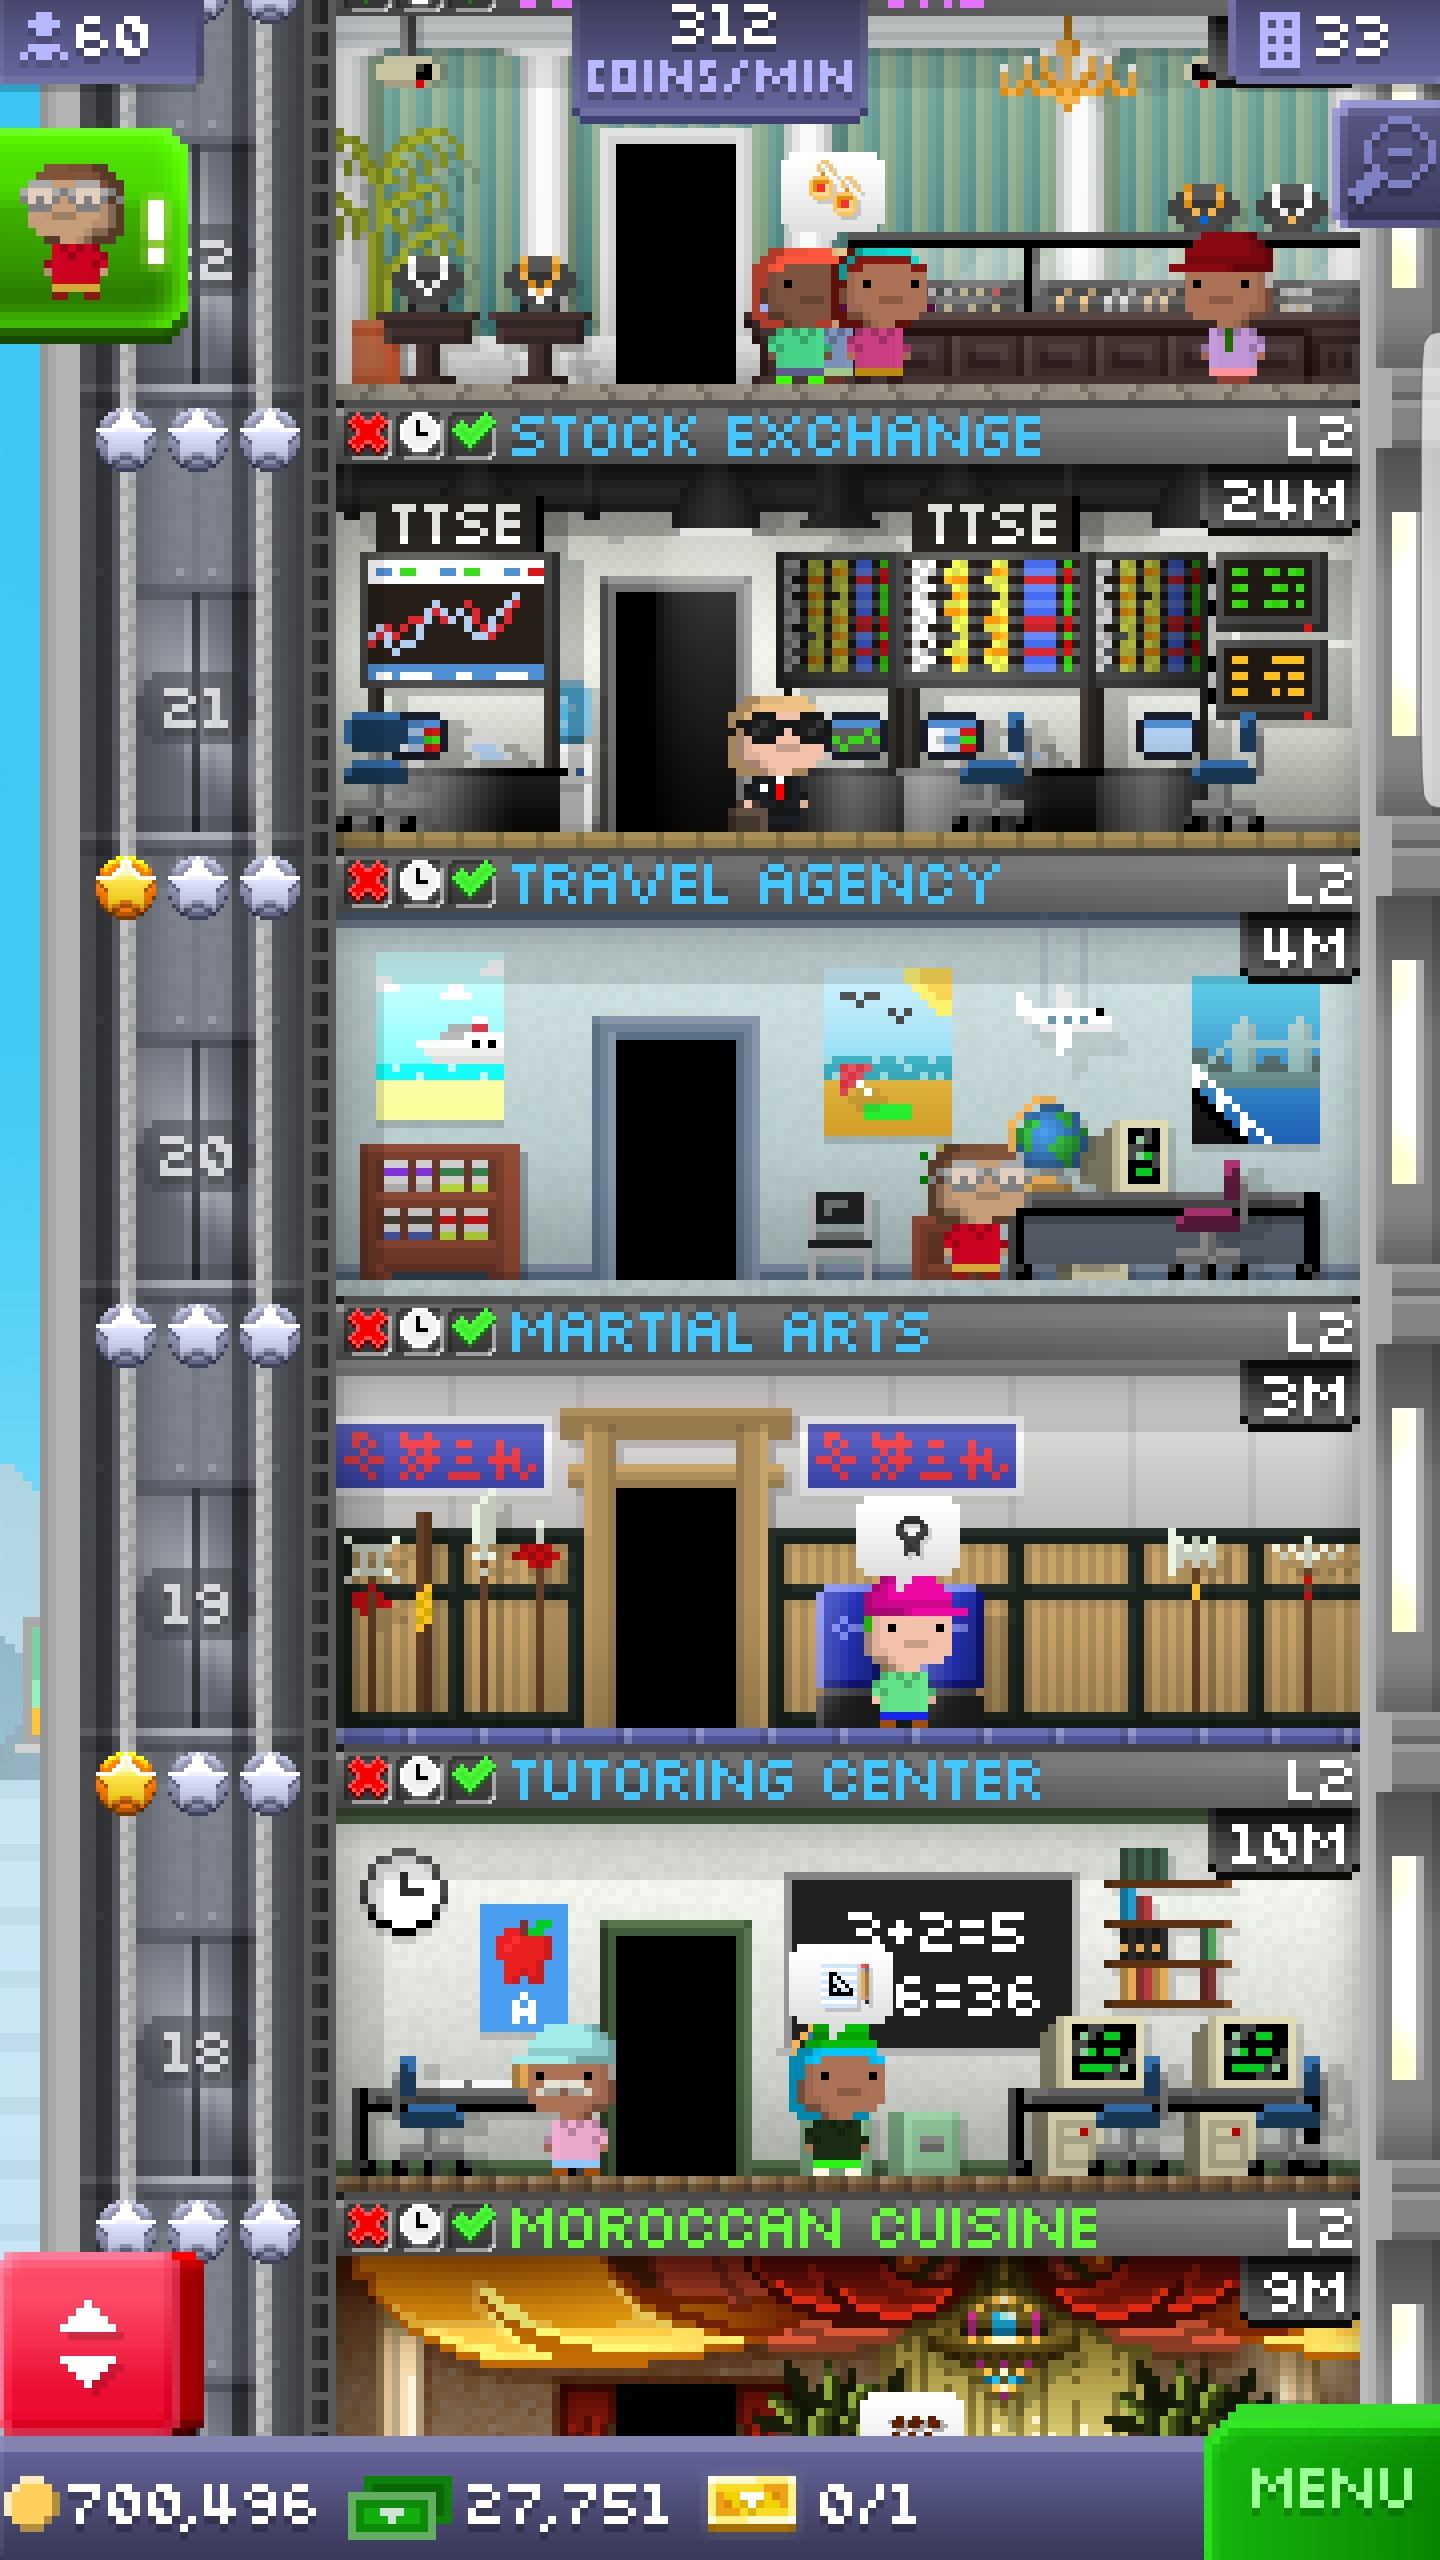 60
312
COINS/MIN
33
!
STOCK EXCHANGE
L2
24M
TTSE
TTSE
21
TRAVEL AGENCY
L2
4M
20
MARTIAL ARTS
L2
3M
19
TUTORING CENTER
L2
10M
3+2=5
6=36
A
18
MOROCCAN CUISINE
L2
9M
700,496
27,751
0/1
MENU